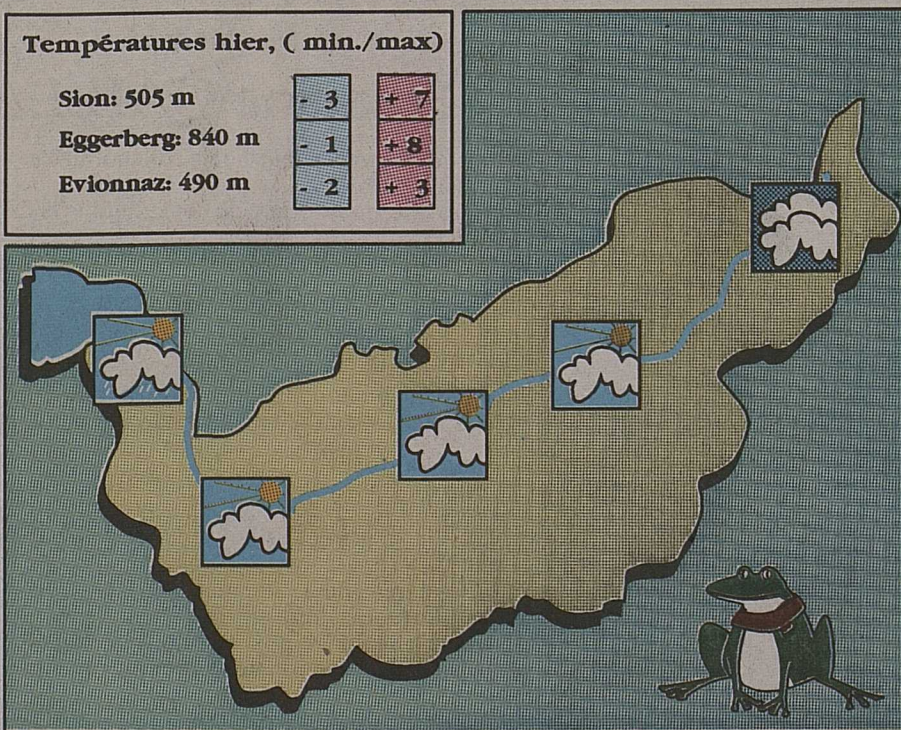 Températures hier, ( min./max)
Sion: 505 m - 3 + 7
Eggerberg: 840 m - 1 + 8
Evionnaz: 490 m - 2 + 3